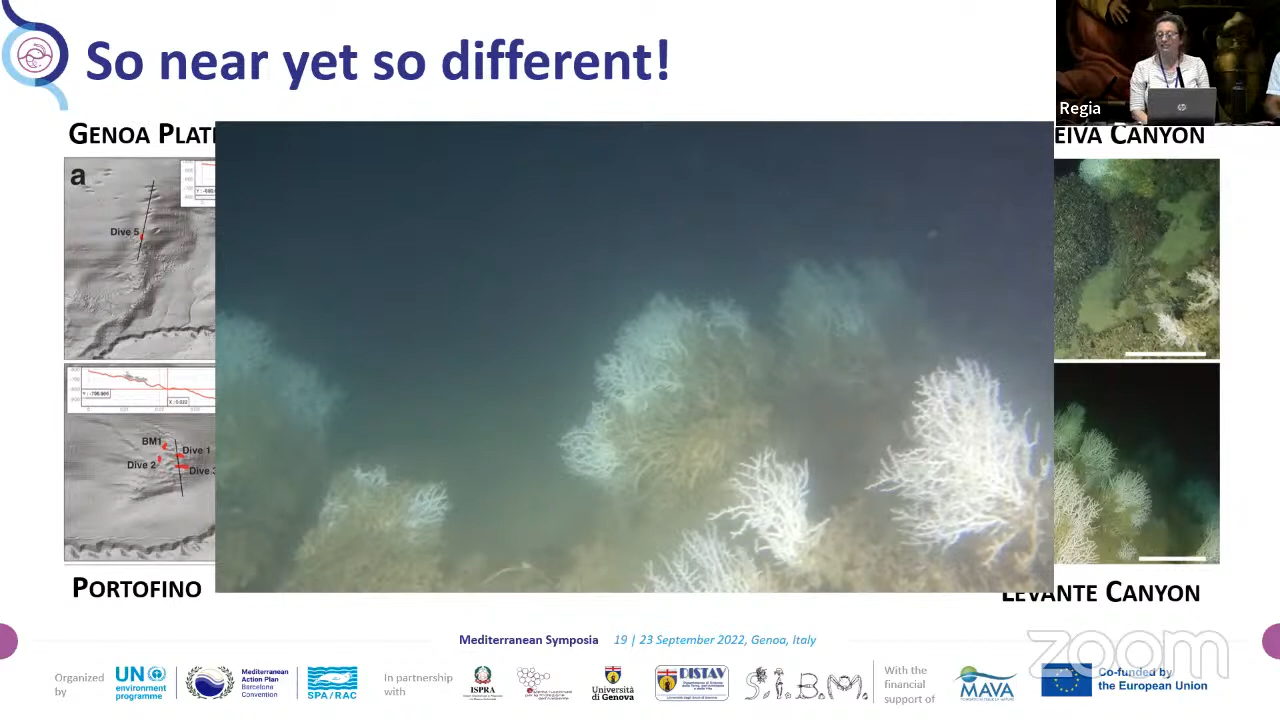 So near yet so different!
Regia
GENOA PLAT
EIVA CANYON
a
Dive 5
BM1
Dive 1
Dive 2
Dive 3
PORTOFINO
LEVANTE CANYON
Mediterranean Symposia 19 | 23 September 2022, Genoa, Italy
zoom
Organized
by
UN
environment
programme
Mediterranean
Action Plan
Barcelona
Convention
SPA/RAC
In partnership
with
ISPRA
Università
di Genova
DISTAV
S.I.B.M.
With the
financial
support of
MAVA
Co-funded by
the European Union